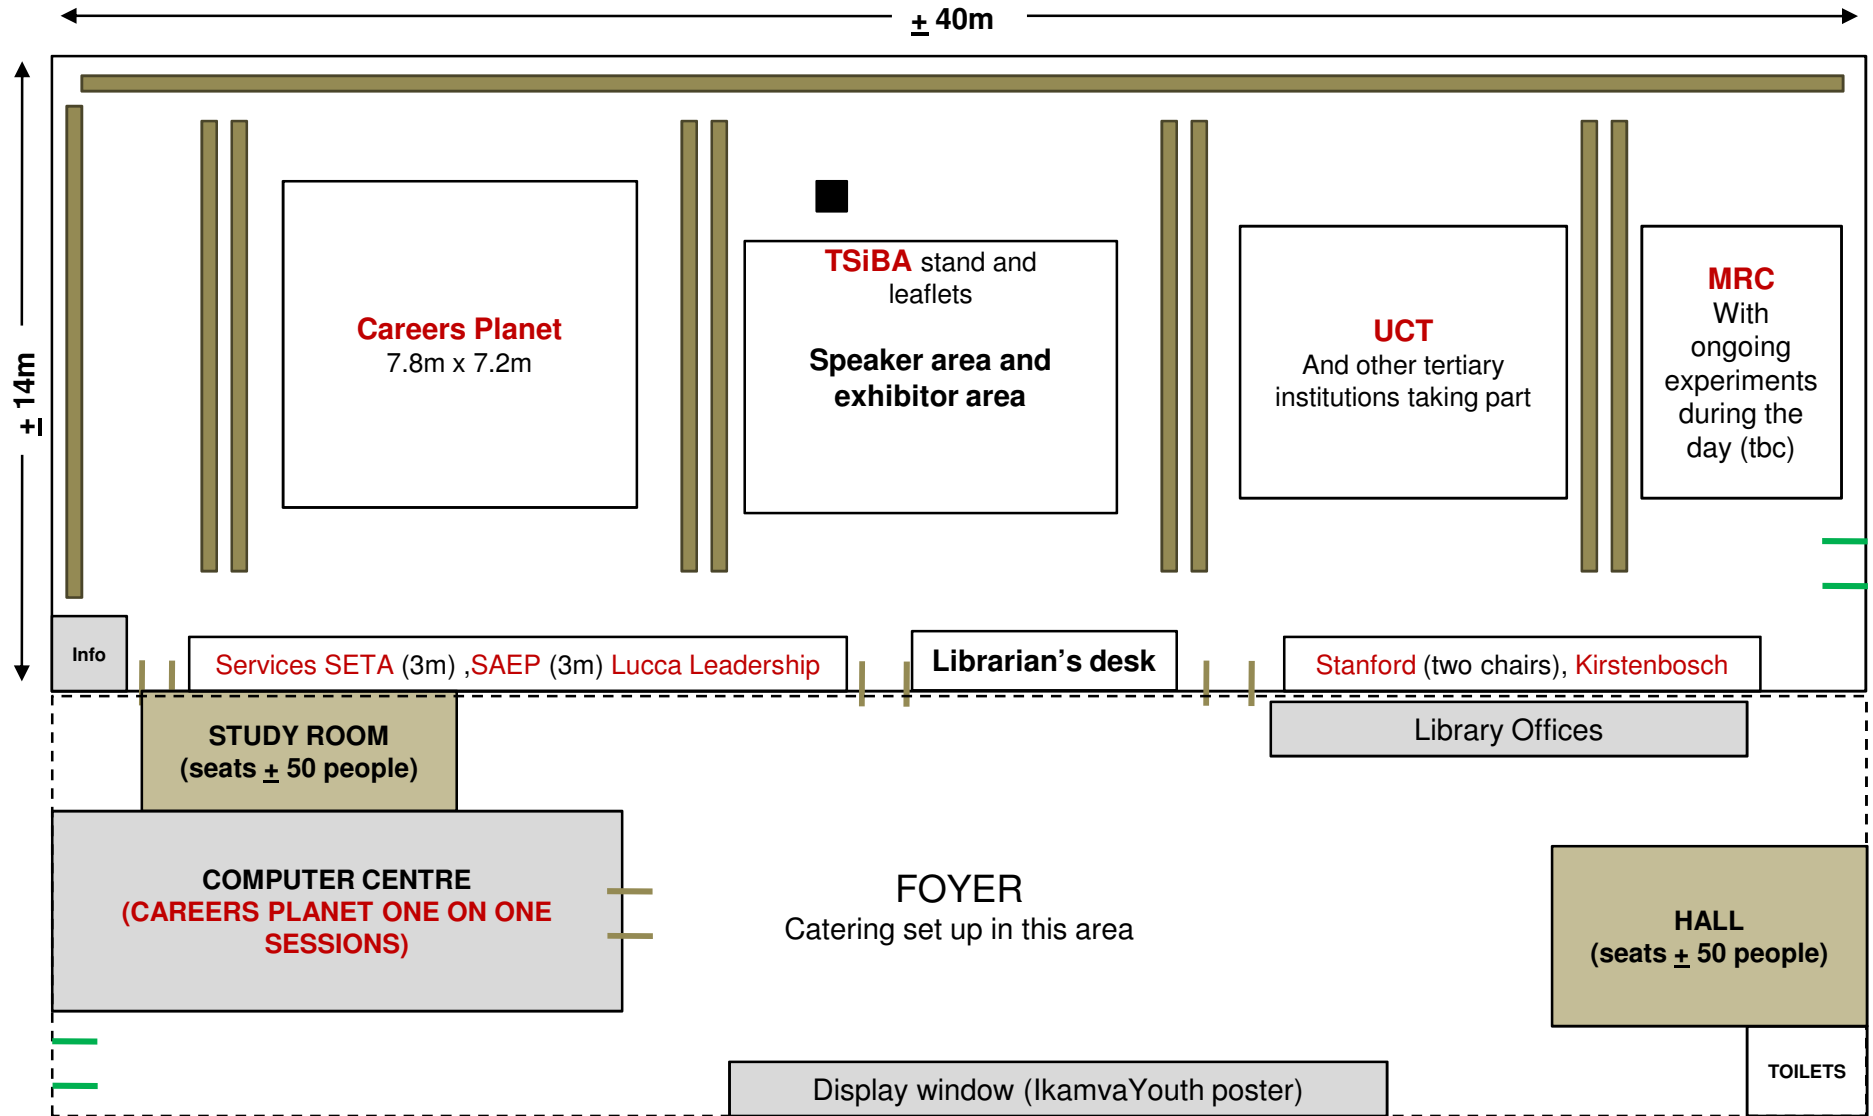 ± 40m
± 14m
Careers Planet
7.8m x 7.2m
TSiBA stand and
leaflets
Speaker area and
exhibitor area
UCT
And other tertiary
institutions taking part
MRC
With
ongoing
experiments
during the
day (tbc)
Info
Services SETA (3m) ,SAEP (3m) Lucca Leadership
Librarian's desk
Stanford (two chairs), Kirstenbosch
STUDY ROOM
(seats ± 50 people)
Library Offices
COMPUTER CENTRE
(CAREERS PLANET ONE ON ONE
SESSIONS)
FOYER
Catering set up in this area
HALL
(seats ± 50 people)
Display window (IkamvaYouth poster)
TOILETS